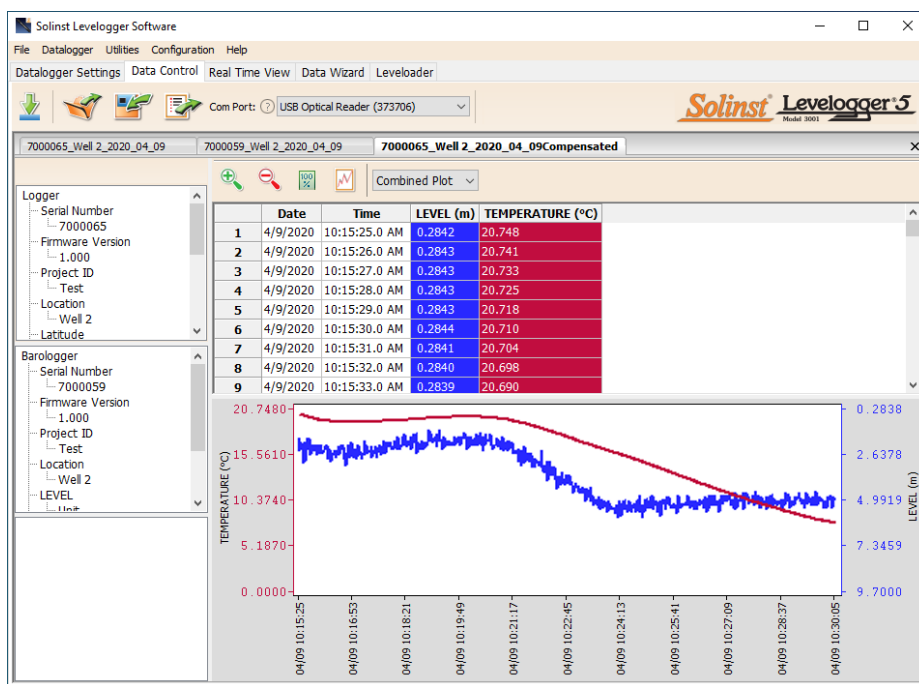 Solinst Levelogger Software
File Datalogger Utilities Configuration Help
Datalogger Settings Data Control Real Time View Data Wizard Leveloader
Com Port: ? USB Optical Reader (373706)
Solinst Levelogger 5
Model 3001
7000065_Well 2_2020_04_09 7000059_Well 2_2020_04_09 7000065_Well 2_2020_04_09Compensated
100 %
Combined Plot
Logger
Serial Number
7000065
Firmware Version
1.000
Project ID
Test
Location
Well 2
Latitude
Barologger
Serial Number
7000059
Firmware Version
1.000
Project ID
Test
Location
Well 2
LEVEL
Unit
Date Time LEVEL (m) TEMPERATURE (°C)
1 4/9/2020 10:15:25.0 AM 0.2842 20.748
2 4/9/2020 10:15:26.0 AM 0.2843 20.741
3 4/9/2020 10:15:27.0 AM 0.2843 20.733
4 4/9/2020 10:15:28.0 AM 0.2843 20.725
5 4/9/2020 10:15:29.0 AM 0.2843 20.718
6 4/9/2020 10:15:30.0 AM 0.2844 20.710
7 4/9/2020 10:15:31.0 AM 0.2841 20.704
8 4/9/2020 10:15:32.0 AM 0.2840 20.698
9 4/9/2020 10:15:33.0 AM 0.2839 20.690
TEMPERATURE (°C)
20.7480
15.5610
10.3740
5.1870
0.0000
0.2838
2.6378
4.9919
7.3459
9.7000
LEVEL (m)
04/09 10:15:25
04/09 10:16:53
04/09 10:18:21
04/09 10:19:49
04/09 10:21:17
04/09 10:22:45
04/09 10:24:13
04/09 10:25:41
04/09 10:27:09
04/09 10:28:37
04/09 10:30:05